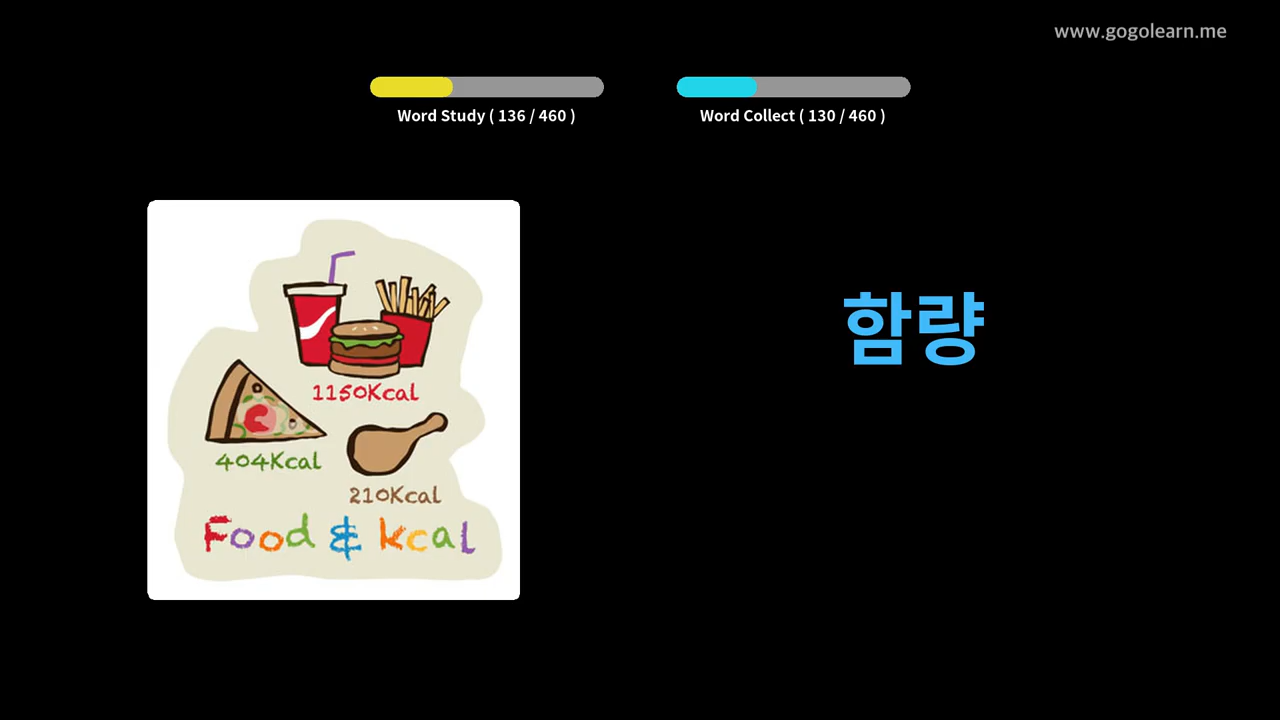 www.gogolearn.me
Word Study ( 136 / 460 )
Word Collect ( 130 / 460 )
1150Kcal
404Kcal
210Kcal
Food & kcal
함량